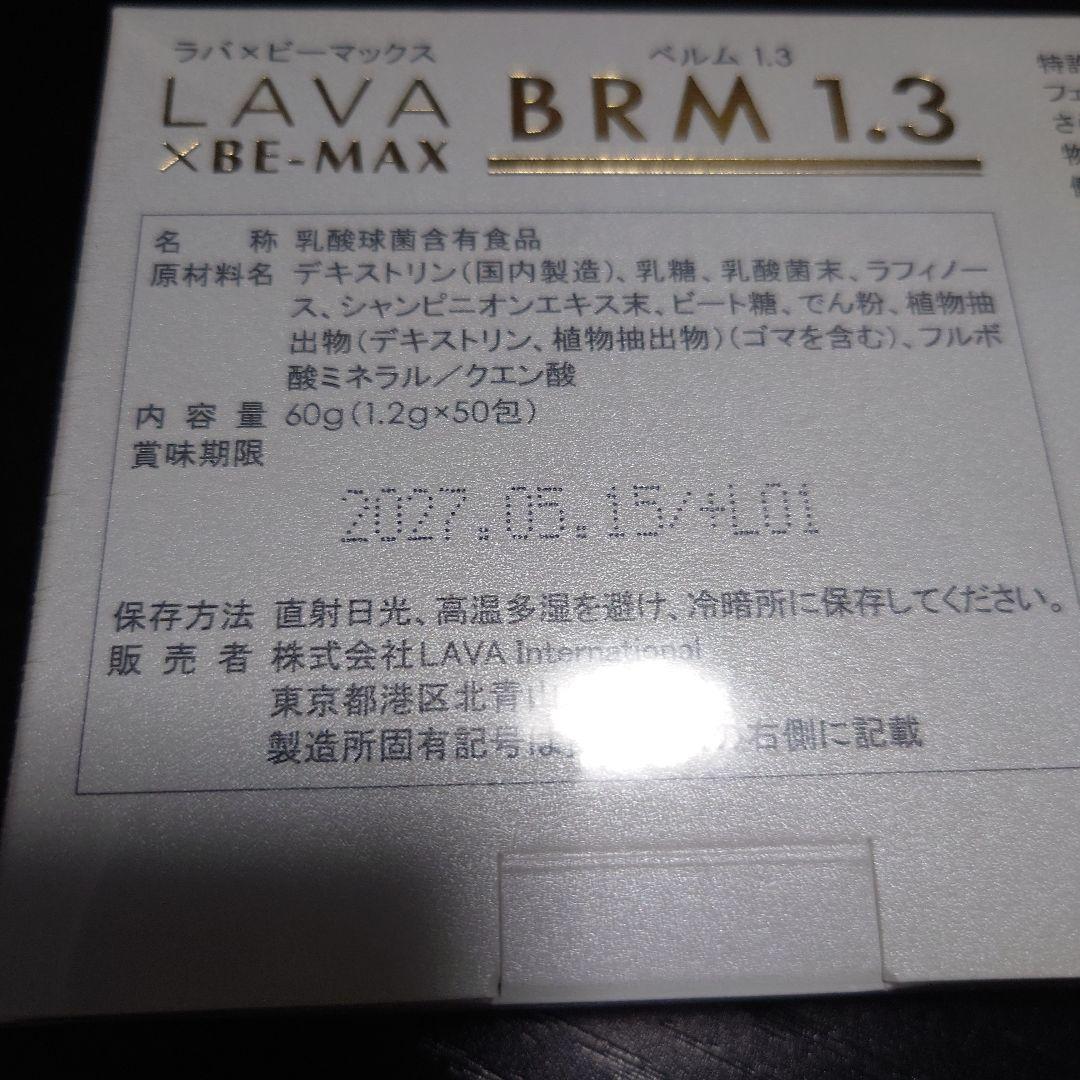 ラバ×ビーマックス
LAVA
×BE-MAX
ベルム 1.3
BRM 1.3
名称 乳酸球菌含有食品
原材料名 デキストリン(国内製造)、乳糖、乳酸菌末、ラフィノー
ス、シャンピニオンエキス末、ビート糖、でん粉、植物抽
出物(デキストリン、植物抽出物)(ゴマを含む)、フルボ
酸ミネラル/クエン酸
内容量 60g(1.2g×50包)
賞味期限
2027.05.15/+L01
保存方法 直射日光、高温多湿を避け、冷暗所に保存してください。
販売者 株式会社LAVA International
東京都港区北青山
製造所固有記号は 右側に記載
特許
フェ
さ
物